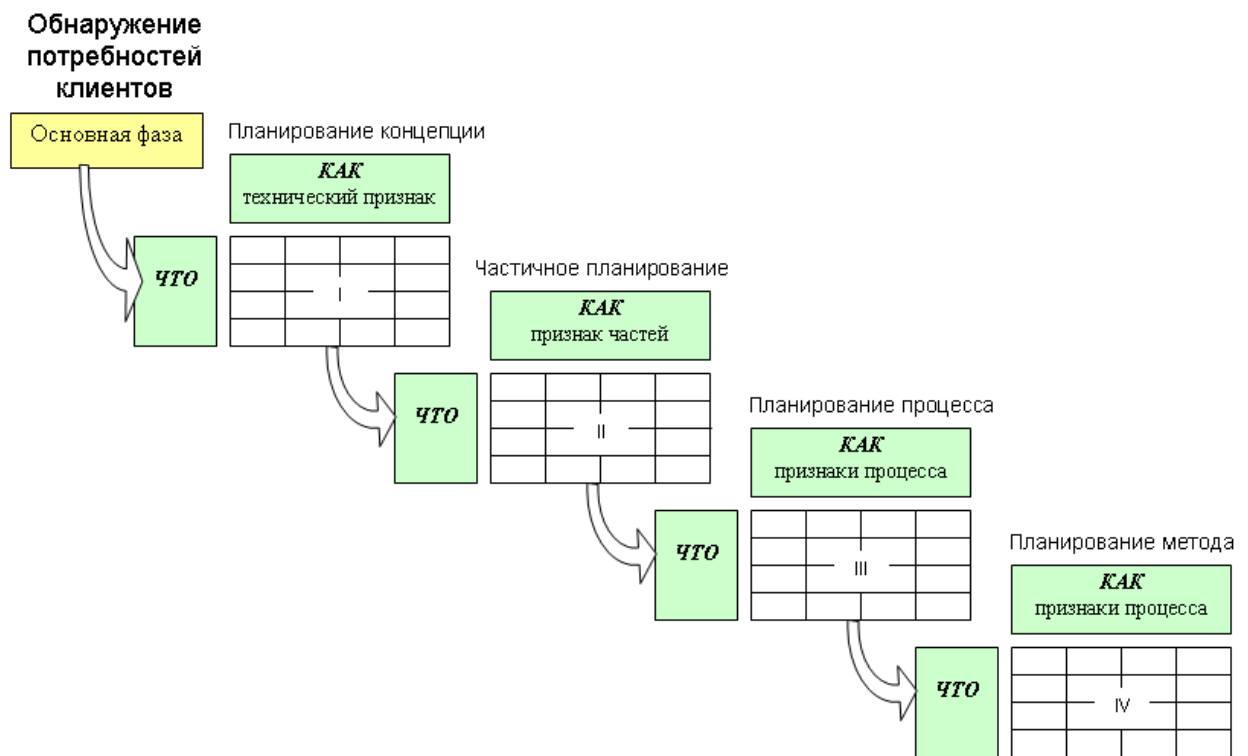 Обнаружение
потребностей
клиентов
Основная фаза
Планирование концепции
КАК
технический признак
ЧТО
I
Частичное планирование
КАК
признак частей
ЧТО
II
Планирование процесса
КАК
признаки процесса
ЧТО
III
Планирование метода
КАК
признаки процесса
ЧТО
IV